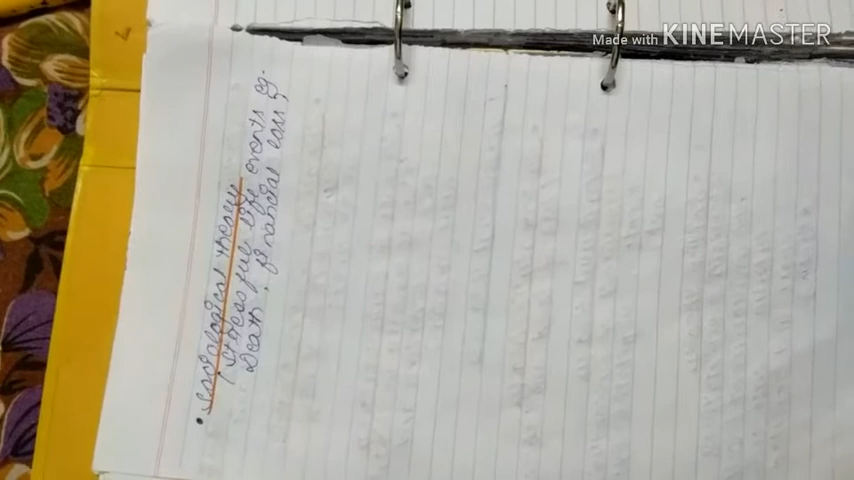 Made with KINEMASTER
• Sociological theory
Stressful life events eg-
Death, financial loss,